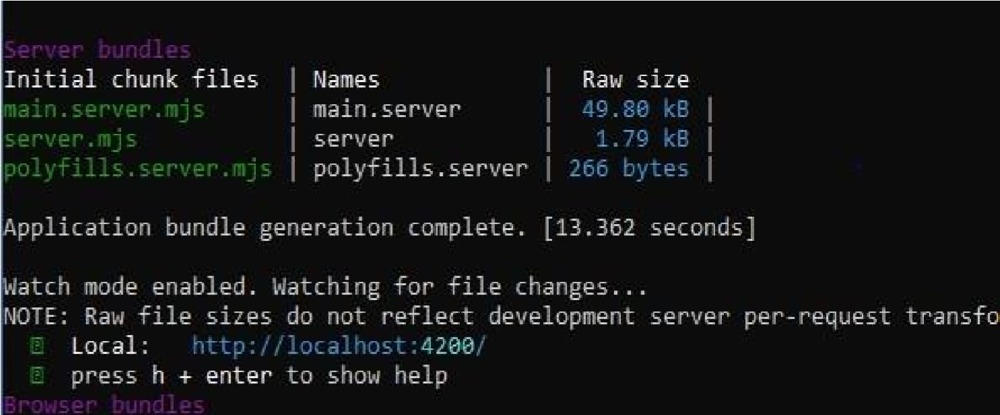 Server bundles
Initial chunk files | Names | Raw size
main.server.mjs | main.server | 49.80 kB |
server.mjs | server | 1.79 kB |
polyfills.server.mjs | polyfills.server | 266 bytes |
Application bundle generation complete. [13.362 seconds]
Watch mode enabled. Watching for file changes...
NOTE: Raw file sizes do not reflect development server per-request transfo
Local: http://localhost:4200/
press h + enter to show help
Browser bundles